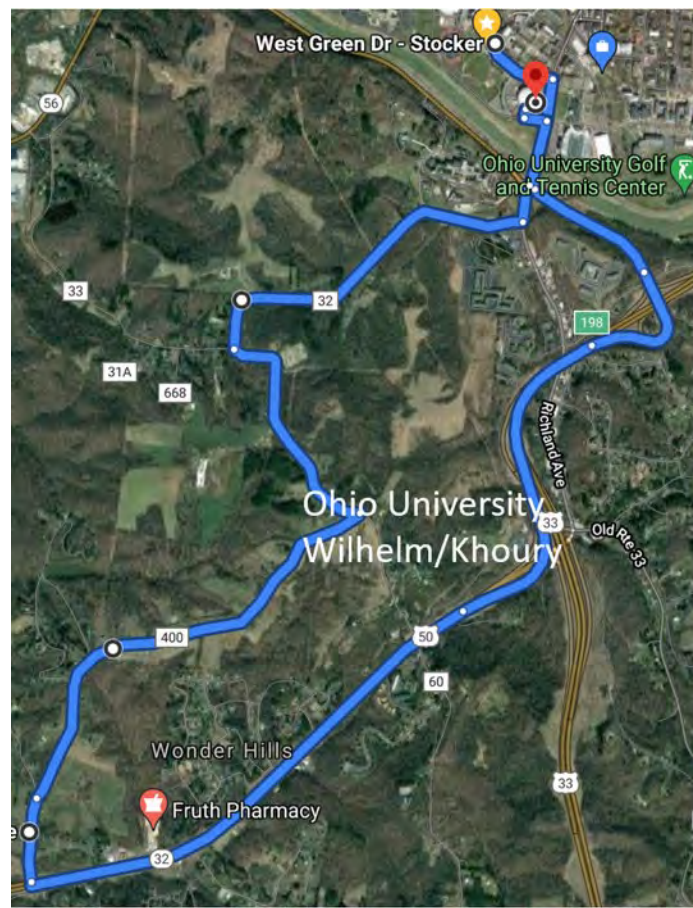 West Green Dr - Stocker
56
Ohio University Golf
and Tennis Center
33
32
198
31A
668
Richland Ave
Ohio University
Wilhelm/Khoury
33
Old Rte 33
400
50
60
Wonder Hills
33
Fruth Pharmacy
e
32